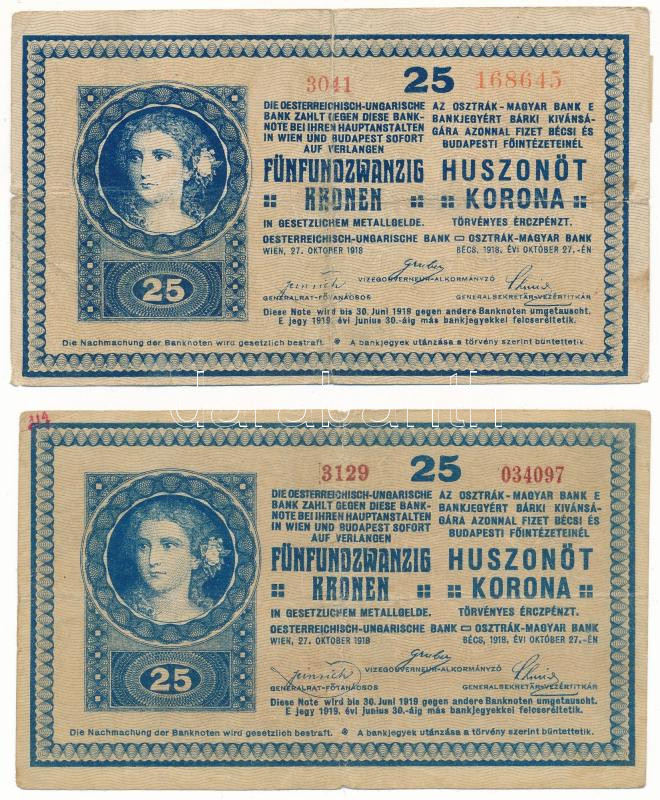 3041 25 168645
DIE OESTERREICHISCH-UNGARISCHE
BANK ZAHLT GEGEN DIESE BANK-
NOTE BEI IHREN HAUPTANSTALTEN
IN WIEN UND BUDAPEST SOFORT
AUF VERLANGEN
AZ OSZTRÁK-MAGYAR BANK E
BANKJEGYÉRT BÁRKI KIVÁNSÁ-
GÁRA AZONNAL FIZET BÉCSI ÉS
BUDAPESTI FŐINTÉZETEINÉL
FÜNFUNDZWANZIG
KRONEN
HUSZONÖT
KORONA
IN GESETZLICHEM METALLGELDE.
TÖRVÉNYES ÉRCZPÉNZT.
OESTERREICHISCH-UNGARISCHE BANK
OSZTRÁK-MAGYAR BANK
WIEN, 27. OKTOBER 1918
BÉCS, 1918. ÉVI OKTÓBER 27.-ÉN
Gruber
VIZEGOUVERNEUR-ALKORMÁNYZÓ
GENERALRAT-FŐTANÁCSOS
GENERALSEKRETÄR-VEZÉRTITKÁR
25
Diese Note wird bis 30. Juni 1919 gegen andere Banknoten umgetauscht.
E jegy 1919. évi junius 30.-áig más bankjegyekkel felcseréltetik.
Die Nachmachung der Banknoten wird gesetzlich bestraft. A bankjegyek utánzása a törvény szerint büntettetik.
darabanth
214
3129 25 034097
DIE OESTERREICHISCH-UNGARISCHE
BANK ZAHLT GEGEN DIESE BANK-
NOTE BEI IHREN HAUPTANSTALTEN
IN WIEN UND BUDAPEST SOFORT
AUF VERLANGEN
AZ OSZTRÁK-MAGYAR BANK E
BANKJEGYÉRT BÁRKI KIVÁNSÁ-
GÁRA AZONNAL FIZET BÉCSI ÉS
BUDAPESTI FŐINTÉZETEINÉL
FÜNFUNDZWANZIG
KRONEN
HUSZONÖT
KORONA
IN GESETZLICHEM METALLGELDE.
TÖRVÉNYES ÉRCZPÉNZT.
OESTERREICHISCH-UNGARISCHE BANK
OSZTRÁK-MAGYAR BANK
WIEN, 27. OKTOBER 1918
BÉCS, 1918. ÉVI OKTÓBER 27.-ÉN
Gruber
VIZEGOUVERNEUR-ALKORMÁNYZÓ
GENERALRAT-FŐTANÁCSOS
GENERALSEKRETÄR-VEZÉRTITKÁR
25
Diese Note wird bis 30. Juni 1919 gegen andere Banknoten umgetauscht.
E jegy 1919. évi junius 30.-áig más bankjegyekkel felcseréltetik.
Die Nachmachung der Banknoten wird gesetzlich bestraft. A bankjegyek utánzása a törvény szerint büntettetik.